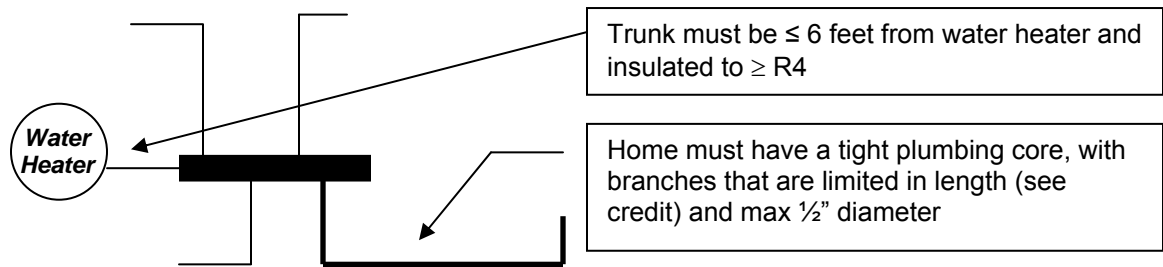 Trunk must be ≤ 6 feet from water heater and
insulated to ≥ R4
Water
Heater
Home must have a tight plumbing core, with
branches that are limited in length (see
credit) and max ½” diameter